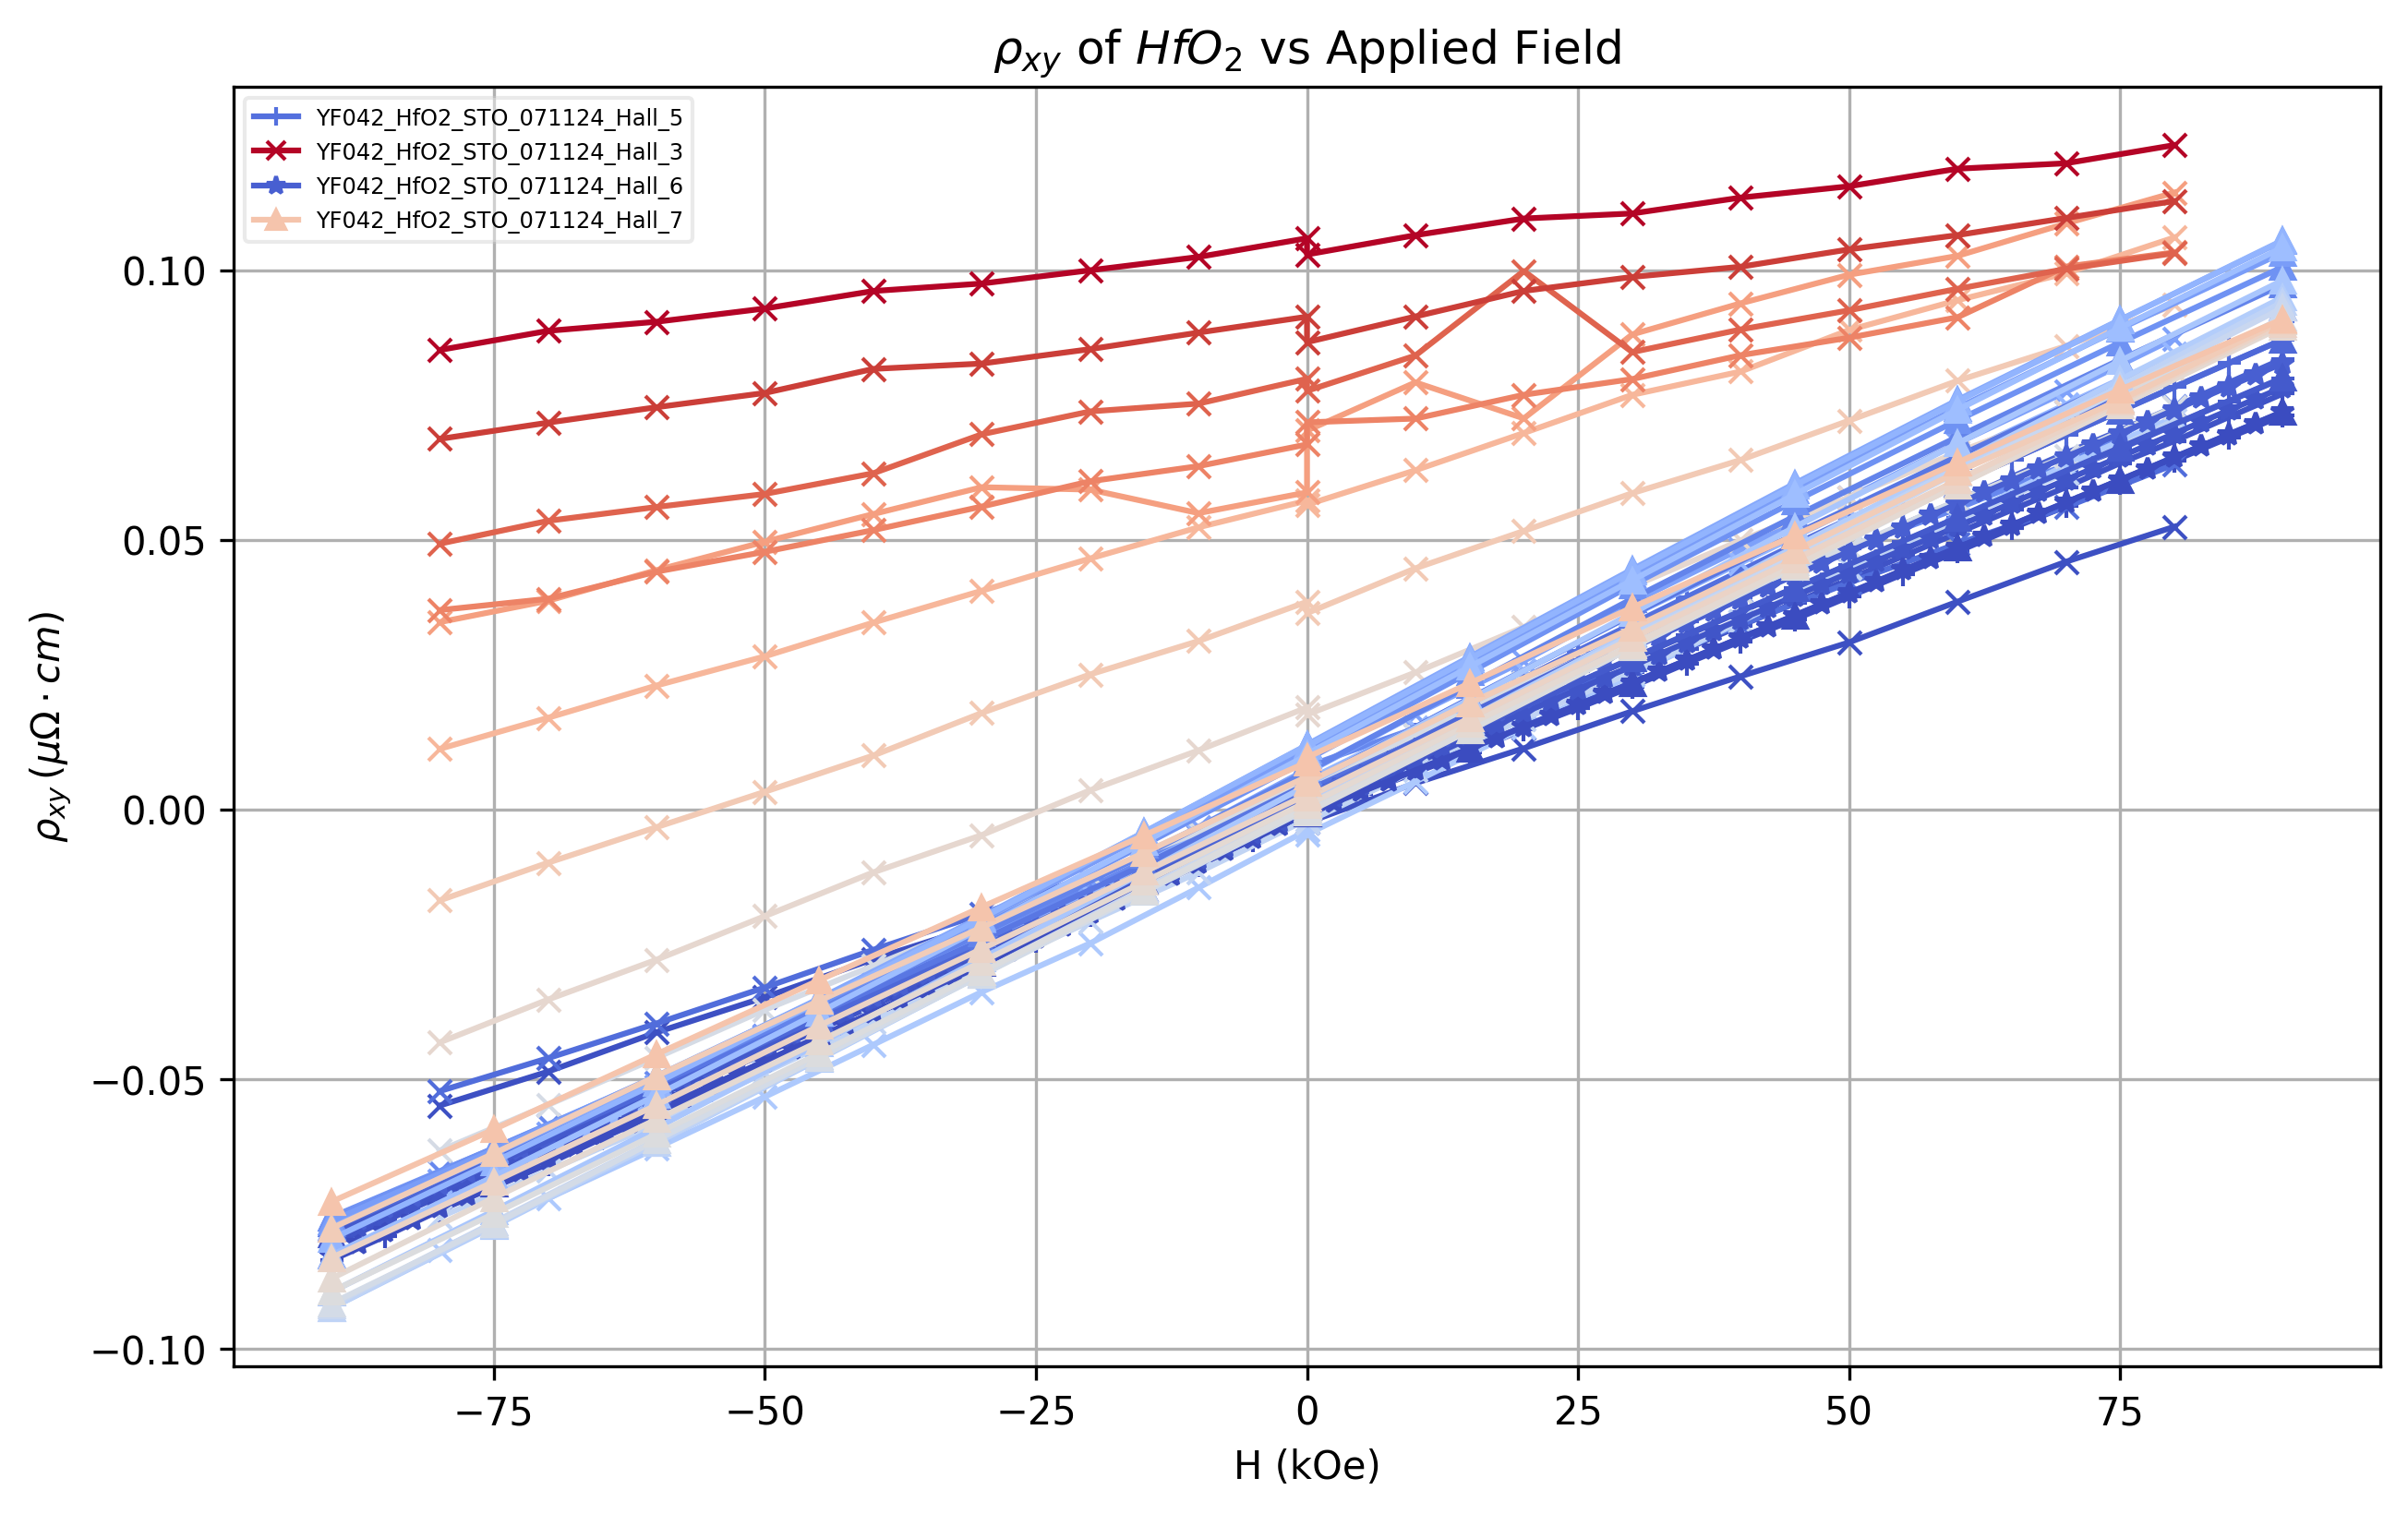 ρxy of HfO2 vs Applied Field
YF042_HfO2_STO_071124_Hall_5
YF042_HfO2_STO_071124_Hall_3
YF042_HfO2_STO_071124_Hall_6
YF042_HfO2_STO_071124_Hall_7
ρxy (μΩ · cm)
0.10
0.05
0.00
−0.05
−0.10
−75 −50 −25 0 25 50 75
H (kOe)